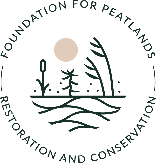 FOUNDATION FOR PEATLANDS
RESTORATION AND CONSERVATION